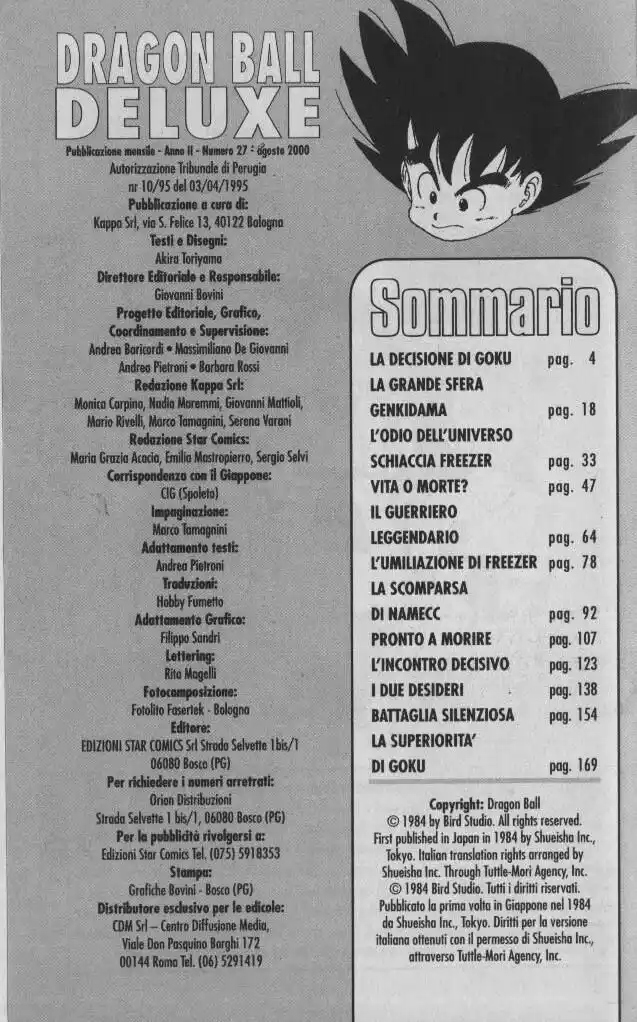 DRAGON BALL
DELUXE
Pubblicazione mensile - Anno II - Numero 27 - agosto 2000
Autorizzazione Tribunale di Perugia
nr 10/95 del 03/04/1995
Pubblicazione a cura di:
Kappa Srl, via S. Felice 13, 40122 Bologna
Testi e Disegni:
Akira Toriyama
Direttore Editoriale e Responsabile:
Giovanni Bovini
Progetto Editoriale, Grafico,
Coordinamento e Supervisione:
Andrea Baricordi • Massimiliano De Giovanni
Andrea Pietroni • Barbara Rossi
Redazione Kappa Srl:
Monica Carpino, Nadia Maremmi, Giovanni Mattioli,
Mario Rivelli, Marco Tamagnini, Serena Varani
Redazione Star Comics:
Maria Grazia Acacia, Emilia Mastropierro, Sergio Selvi
Corrispondenza con il Giappone:
CIG (Spoleto)
Impaginazione:
Marco Tamagnini
Adattamento testi:
Andrea Pietroni
Traduzioni:
Hobby Fumetto
Adattamento Grafico:
Filippo Sandri
Lettering:
Rita Magelli
Fotocomposizione:
Fotolito Fasertek - Bologna
Editore:
EDIZIONI STAR COMICS Srl Strada Selvette 1bis/1
06080 Bosco (PG)
Per richiedere i numeri arretrati:
Orion Distribuzioni
Strada Selvette 1 bis/1, 06080 Bosco (PG)
Per la pubblicità rivolgersi a:
Edizioni Star Comics Tel. (075) 5918353
Stampa:
Grafiche Bovini - Bosco (PG)
Distributore esclusivo per le edicole:
CDM Srl – Centro Diffusione Media,
Viale Don Pasquino Borghi 172
00144 Roma Tel. (06) 5291419
Sommario
LA DECISIONE DI GOKU pag. 4
LA GRANDE SFERA
GENKIDAMA pag. 18
L'ODIO DELL'UNIVERSO
SCHIACCIA FREEZER pag. 33
VITA O MORTE? pag. 47
IL GUERRIERO
LEGGENDARIO pag. 64
L'UMILIAZIONE DI FREEZER pag. 78
LA SCOMPARSA
DI NAMECC pag. 92
PRONTO A MORIRE pag. 107
L'INCONTRO DECISIVO pag. 123
I DUE DESIDERI pag. 138
BATTAGLIA SILENZIOSA pag. 154
LA SUPERIORITA'
DI GOKU pag. 169
Copyright: Dragon Ball
© 1984 by Bird Studio. All rights reserved.
First published in Japan in 1984 by Shueisha Inc.,
Tokyo. Italian translation rights arranged by
Shueisha Inc. Through Tuttle-Mori Agency, Inc.
© 1984 Bird Studio. Tutti i diritti riservati.
Pubblicato la prima volta in Giappone nel 1984
da Shueisha Inc., Tokyo. Diritti per la versione
italiana ottenuti con il permesso di Shueisha Inc.,
attraverso Tuttle-Mori Agency, Inc.